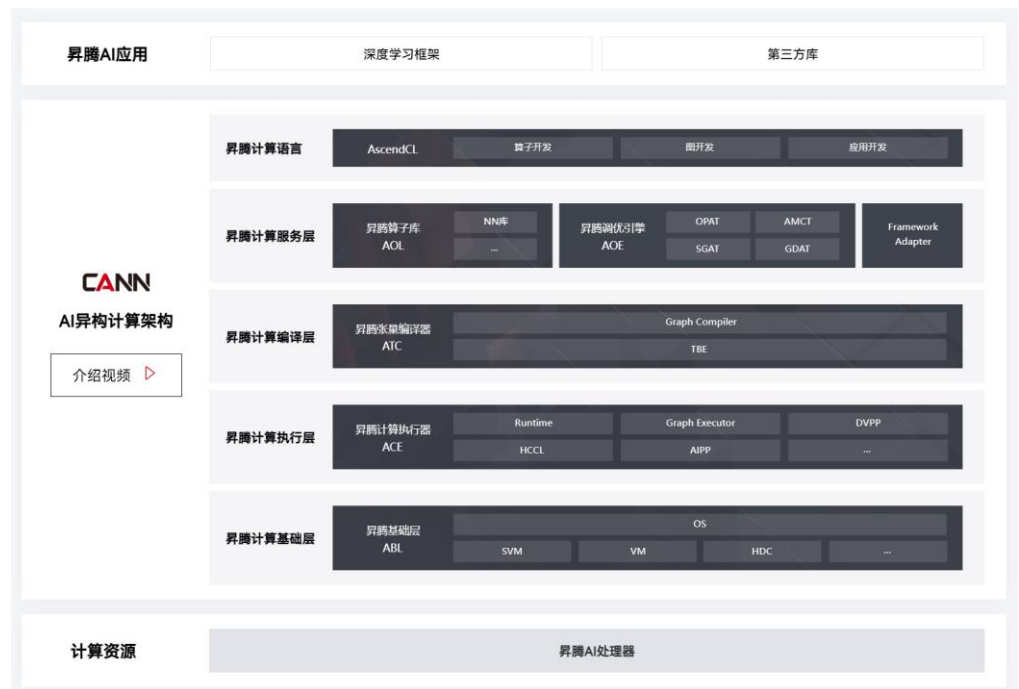 昇腾AI应用
深度学习框架
第三方库
昇腾计算语言
AscendCL
算子开发
图开发
应用开发
昇腾计算服务层
昇腾算子库
AOL
NN库
...
昇腾调优引擎
AOE
OPAT
AMCT
SGAT
GDAT
Framework
Adapter
CANN
AI异构计算架构
介绍视频
昇腾计算编译层
昇腾张量编译器
ATC
Graph Compiler
TBE
昇腾计算执行层
昇腾计算执行器
ACE
Runtime
Graph Executor
DVPP
HCCL
AIPP
...
昇腾计算基础层
昇腾基础层
ABL
OS
SVM
VM
HDC
...
计算资源
昇腾AI处理器